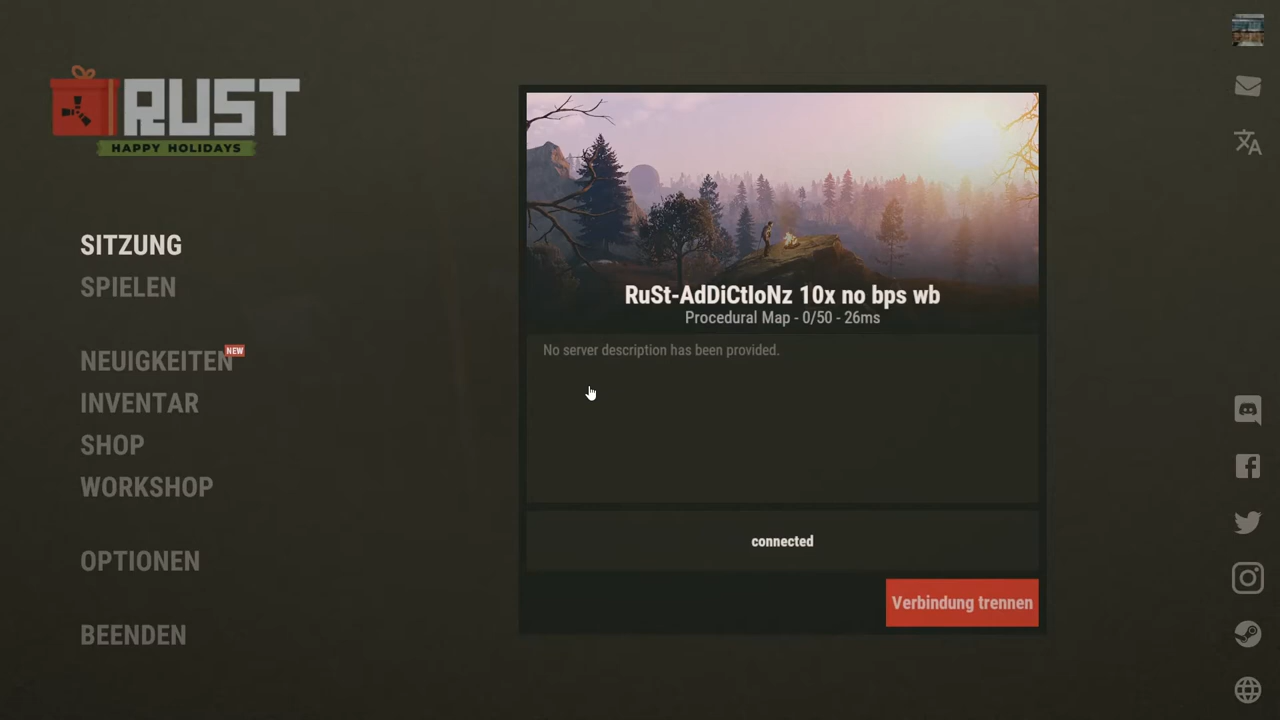 RUST
HAPPY HOLIDAYS
SITZUNG
SPIELEN
NEUIGKEITEN NEW
INVENTAR
SHOP
WORKSHOP
OPTIONEN
BEENDEN
RuSt-AdDiCtIoNz 10x no bps wb
Procedural Map - 0/50 - 26ms
No server description has been provided.
connected
Verbindung trennen